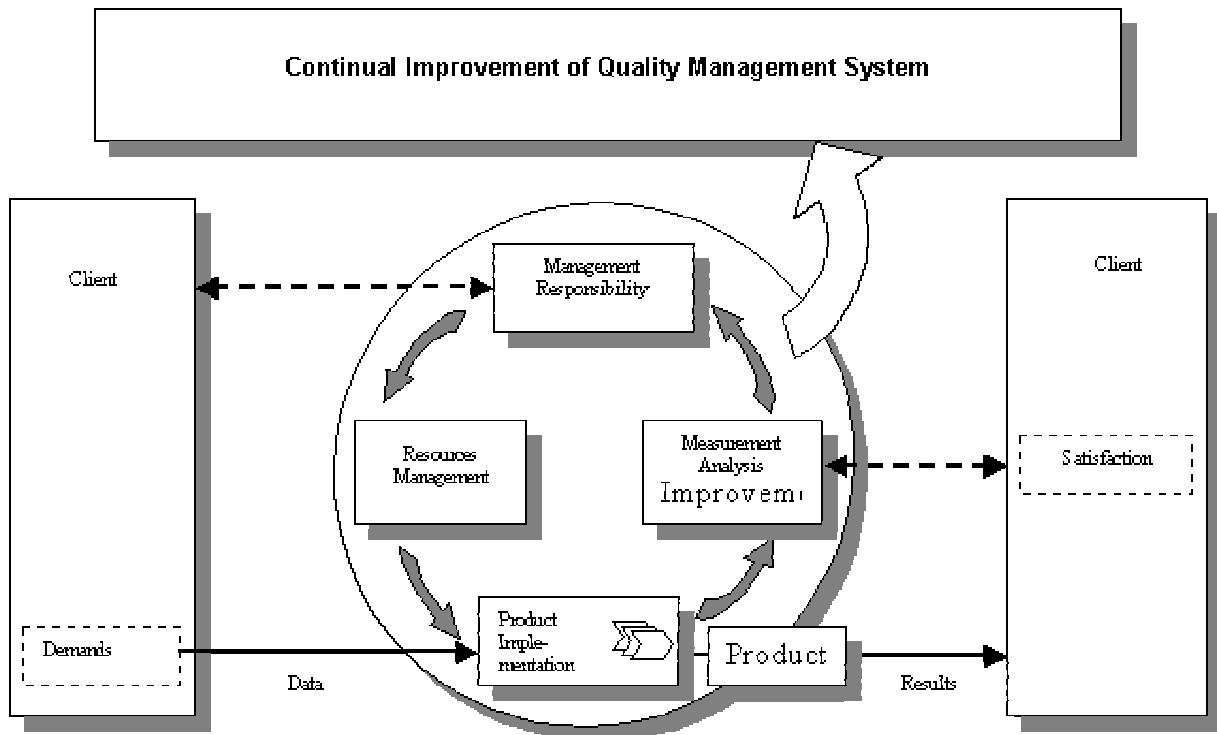 Continual Improvement of Quality Management System
Client
Management
Responsibility
Client
Resources
Management
Measurement
Analysis
Improveme
Satisfaction
Demands
Data
Product
Imple-
mentation
Product
Results